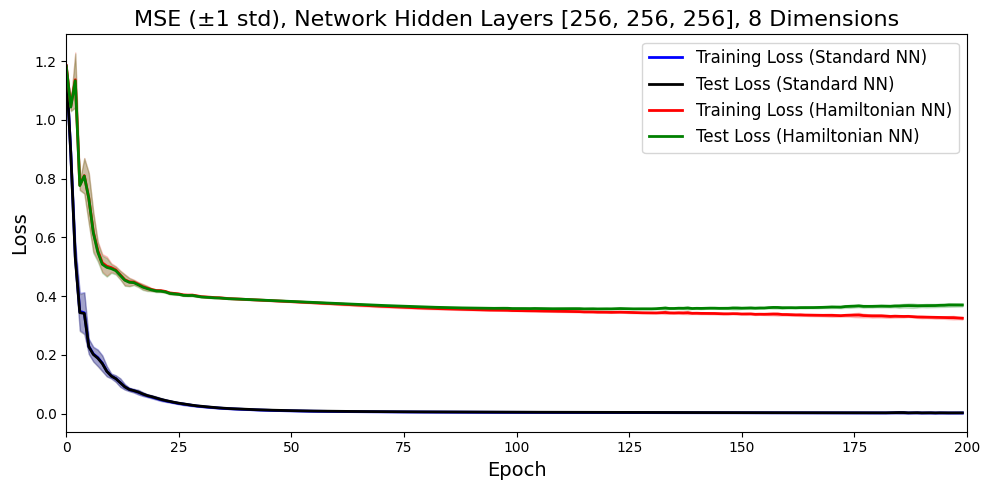 MSE (±1 std), Network Hidden Layers [256, 256, 256], 8 Dimensions
Training Loss (Standard NN)
Test Loss (Standard NN)
Training Loss (Hamiltonian NN)
Test Loss (Hamiltonian NN)
Loss
1.2
1.0
0.8
0.6
0.4
0.2
0.0
0 25 50 75 100 125 150 175 200
Epoch